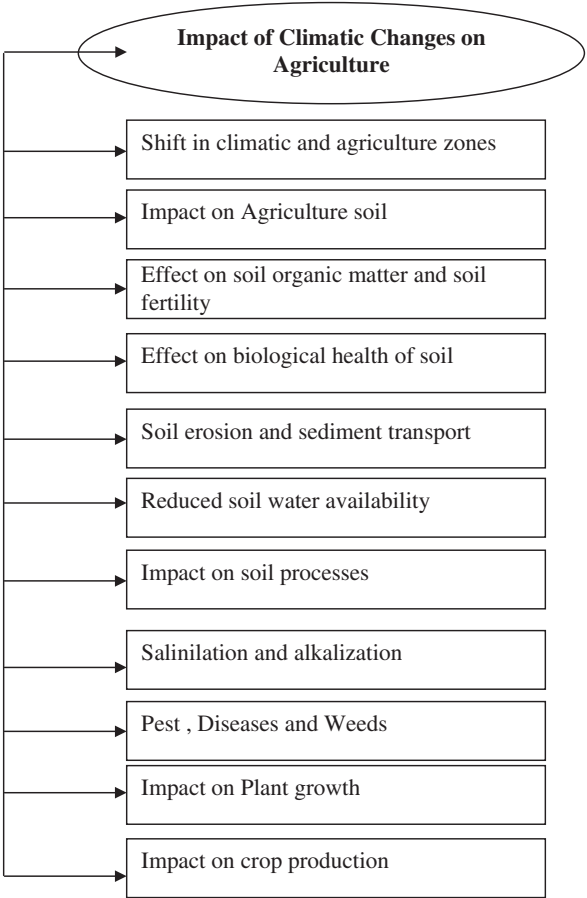 Impact of Climatic Changes on
Agriculture
Shift in climatic and agriculture zones
Impact on Agriculture soil
Effect on soil organic matter and soil
fertility
Effect on biological health of soil
Soil erosion and sediment transport
Reduced soil water availability
Impact on soil processes
Salinilation and alkalization
Pest , Diseases and Weeds
Impact on Plant growth
Impact on crop production